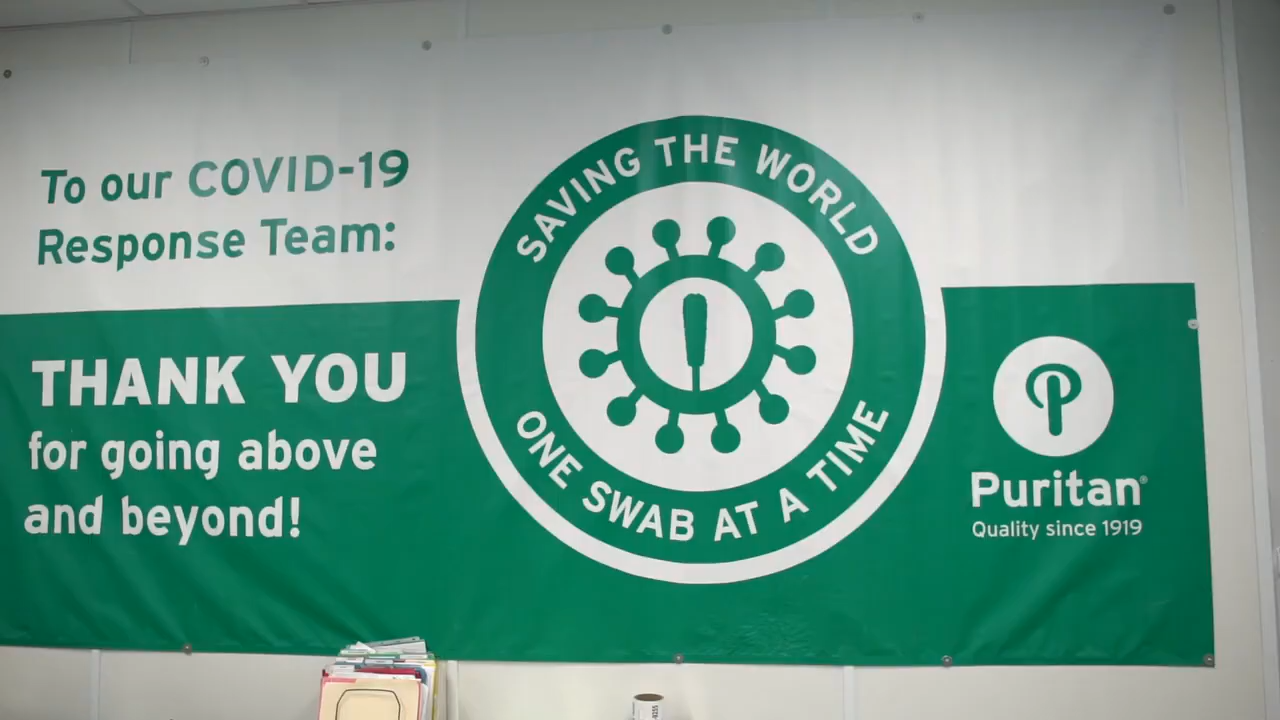 To our COVID-19
Response Team:
THANK YOU
for going above
and beyond!
SAVING THE WORLD
ONE SWAB AT A TIME
Puritan®
Quality since 1919